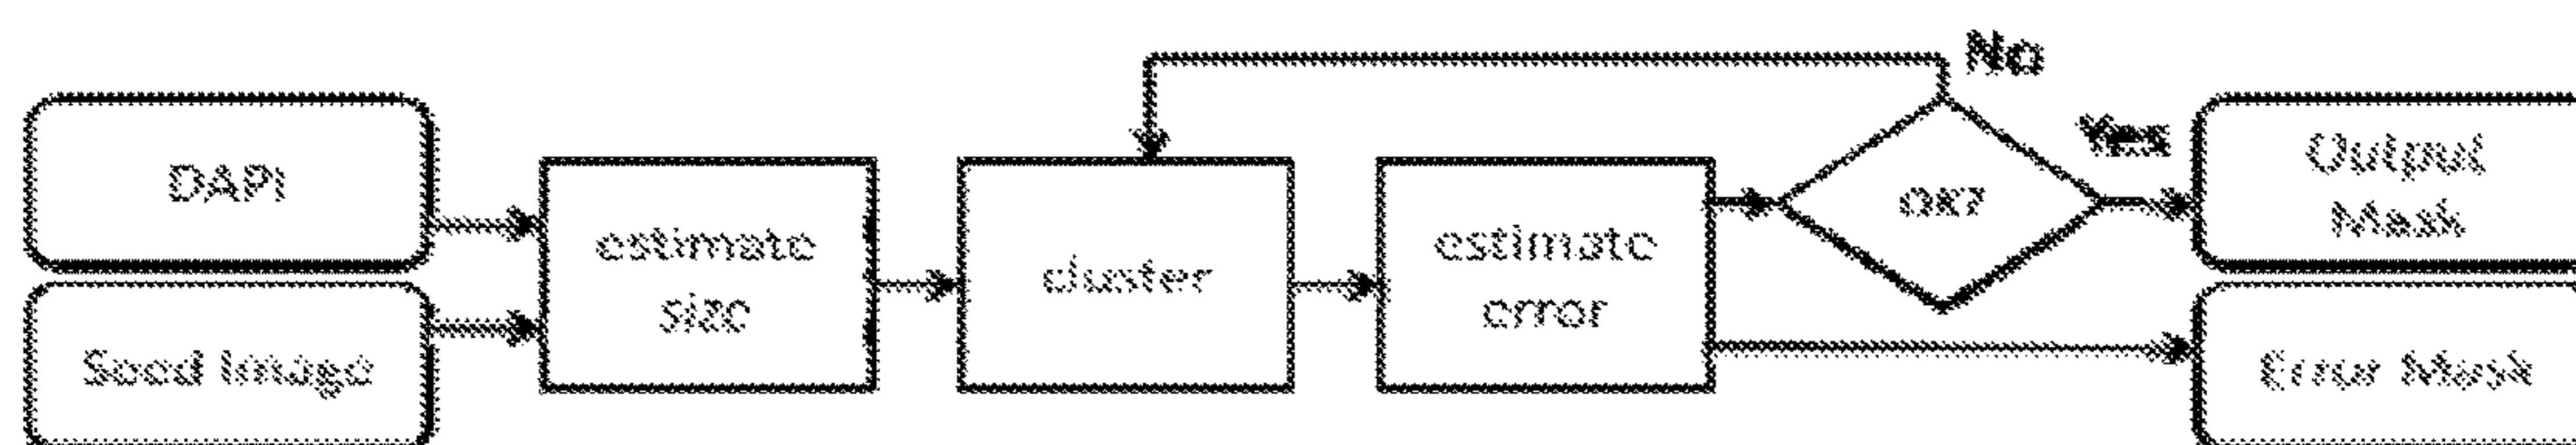 No
Yes
DAPI
Seed Image
estimate
size
cluster
estimate
error
OK?
Output
Mask
Error Mask